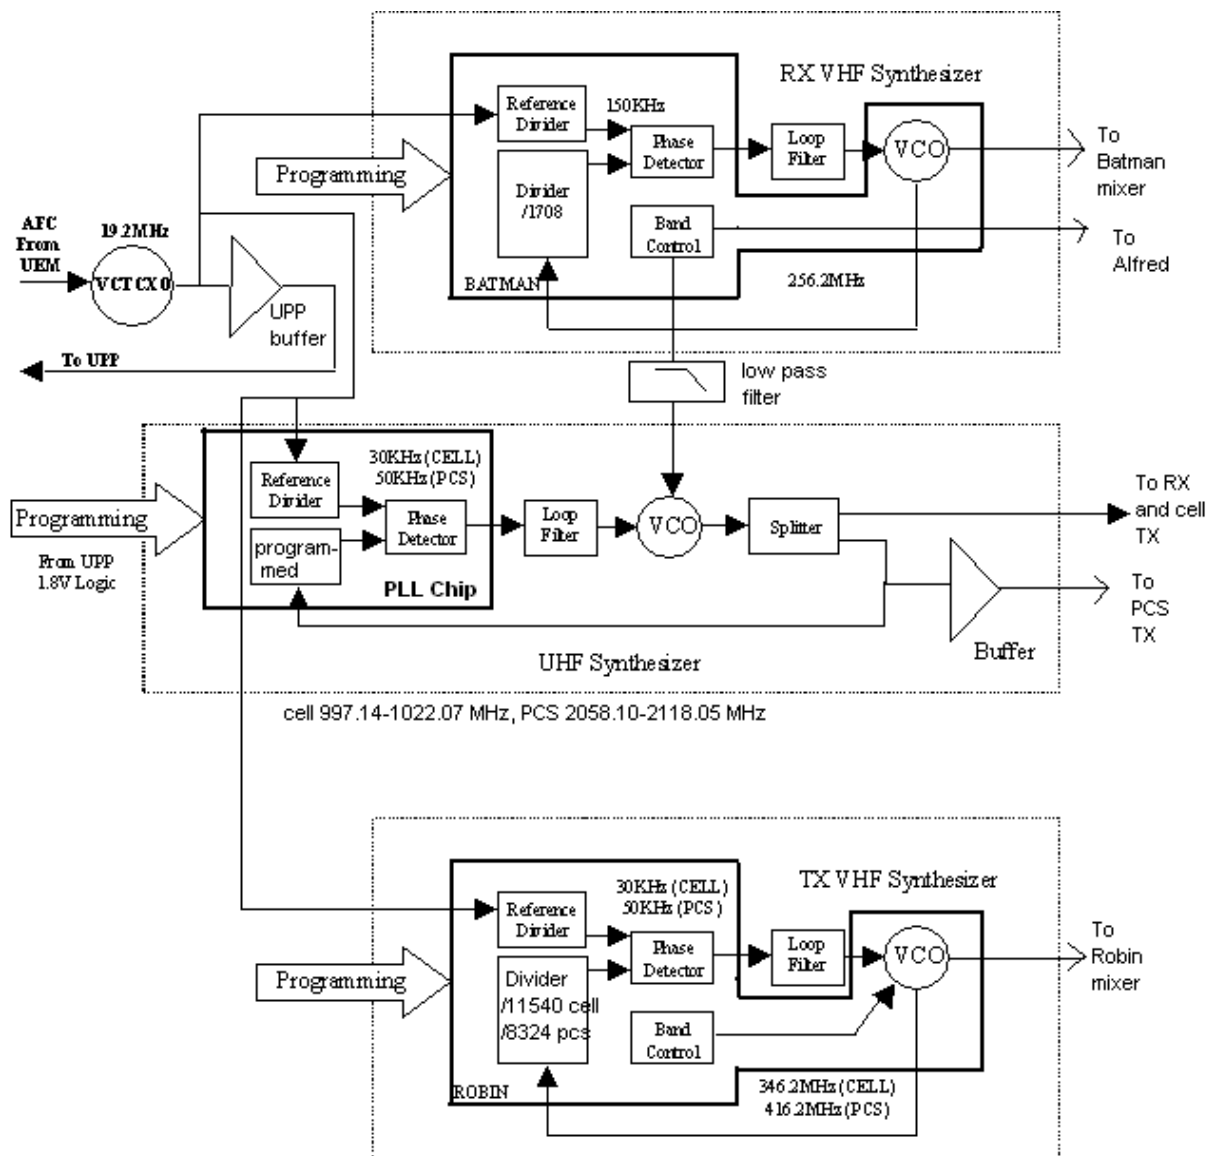 RX VHF Synthesizer
Reference
Divider
150KHz
Phase
Detector
Loop
Filter
VCO
To
Batman
mixer
Programming
Divider
/1708
Band
Control
To
Alfred
BATMAN
256.2MHz
AFC
From
UEM
19.2MHz
VCTCXO
UPP
buffer
To UPP
low pass
filter
30KHz(CELL)
50KHz(PCS)
Reference
Divider
Phase
Detector
Loop
Filter
VCO
Splitter
To RX
and cell
TX
Programming
From UPP
1.8V Logic
program-
med
PLL Chip
To
PCS
TX
Buffer
UHF Synthesizer
cell 997.14-1022.07 MHz, PCS 2058.10-2118.05 MHz
TX VHF Synthesizer
30KHz(CELL)
50KHz(PCS)
Reference
Divider
Phase
Detector
Loop
Filter
VCO
To
Robin
mixer
Programming
Divider
/11540 cell
/8324 pcs
Band
Control
ROBIN
346.2MHz(CELL)
416.2MHz(PCS)